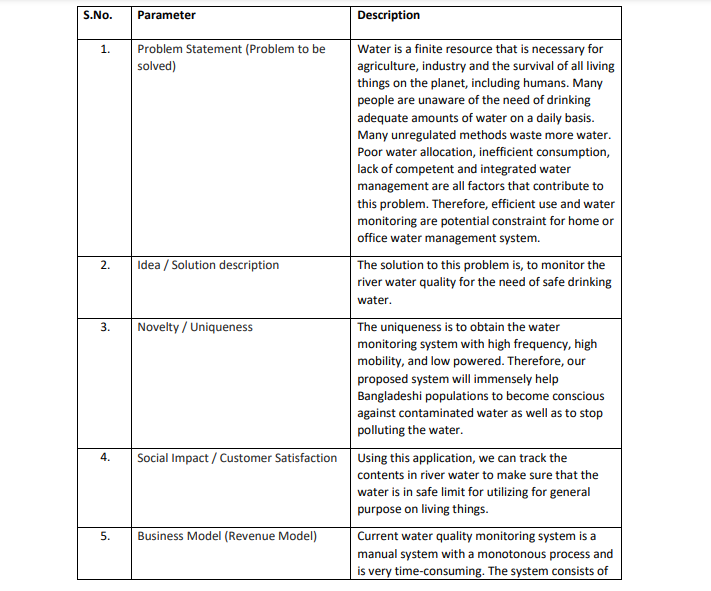 S.No. Parameter Description
1. Problem Statement (Problem to be Water is a finite resource that is necessary for
solved) agriculture, industry and the survival of all living
things on the planet, including humans. Many
people are unaware of the need of drinking
adequate amounts of water on a daily basis.
Many unregulated methods waste more water.
Poor water allocation, inefficient consumption,
lack of competent and integrated water
management are all factors that contribute to
this problem. Therefore, efficient use and water
monitoring are potential constraint for home or
office water management system.
2. Idea / Solution description The solution to this problem is, to monitor the
river water quality for the need of safe drinking
water.
3. Novelty / Uniqueness The uniqueness is to obtain the water
monitoring system with high frequency, high
mobility, and low powered. Therefore, our
proposed system will immensely help
Bangladeshi populations to become conscious
against contaminated water as well as to stop
polluting the water.
4. Social Impact / Customer Satisfaction Using this application, we can track the
contents in river water to make sure that the
water is in safe limit for utilizing for general
purpose on living things.
5. Business Model (Revenue Model) Current water quality monitoring system is a
manual system with a monotonous process and
is very time-consuming. The system consists of